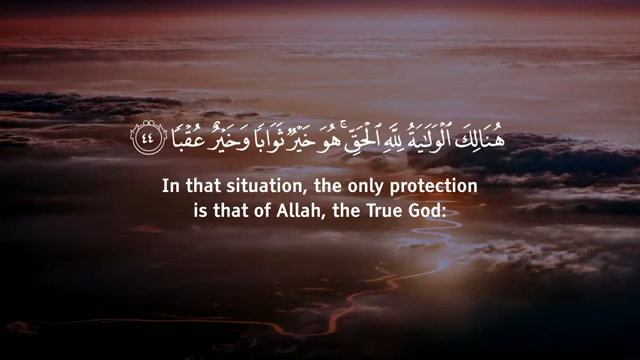 هُنَالِكَ ٱلْوَلَٰيَةُ لِلَّهِ ٱلْحَقِّ ۚ هُوَ خَيْرٌ ثَوَابًا وَخَيْرٌ عُقْبًا ٤٤
In that situation, the only protection
is that of Allah, the True God: